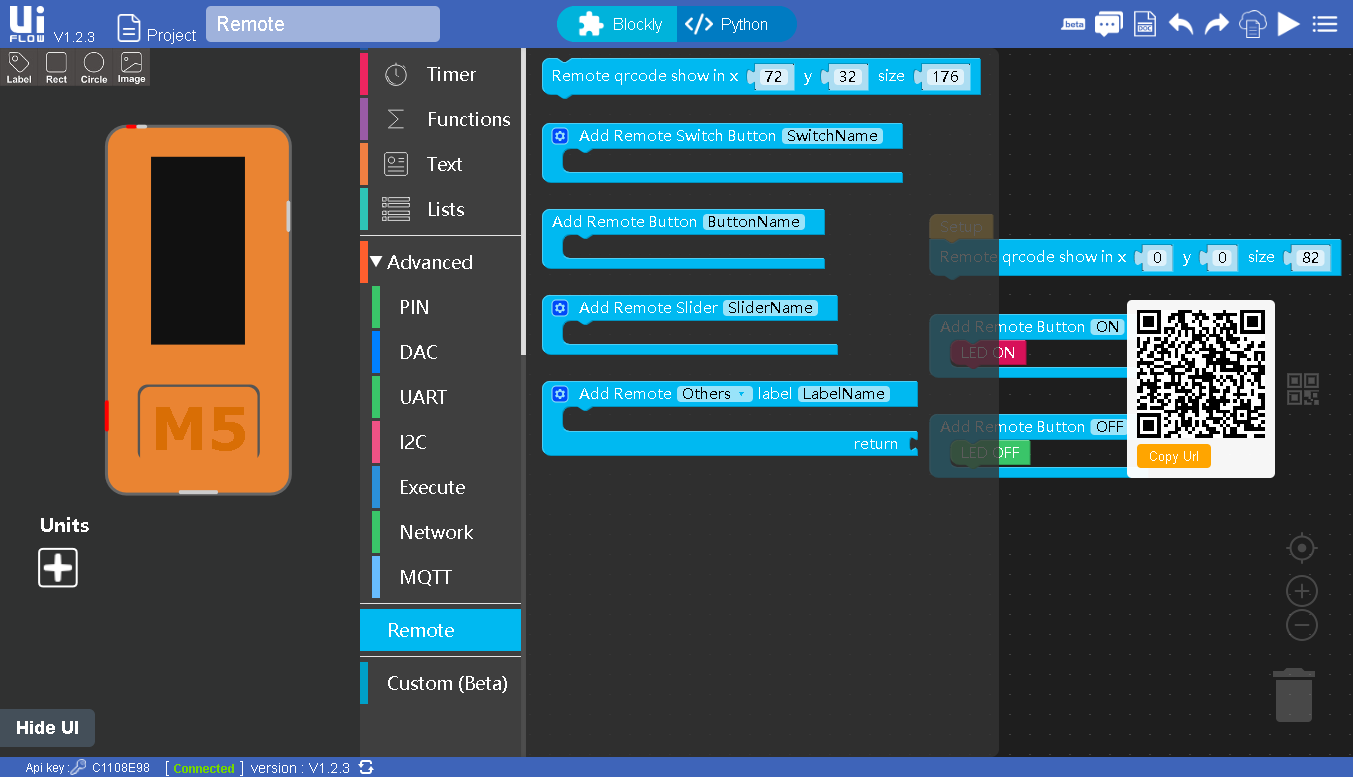 Ui
FLOW V1.2.3
Project
Remote
Blockly
Python
beta
DOC
Label
Rect
Circle
Image
M5
Units
Hide UI
Timer
Functions
Text
Lists
Advanced
PIN
DAC
UART
I2C
Execute
Network
MQTT
Remote
Custom (Beta)
Remote qrcode show in x 72 y 32 size 176
Add Remote Switch Button SwitchName
Add Remote Button ButtonName
Add Remote Slider SliderName
Add Remote Others label LabelName
return
Setup
Remote qrcode show in x 0 y 0 size 82
Add Remote Button ON
LED ON
Add Remote Button OFF
LED OFF
Copy Url
Api key : C1108E98 [ Connected ] version : V1.2.3